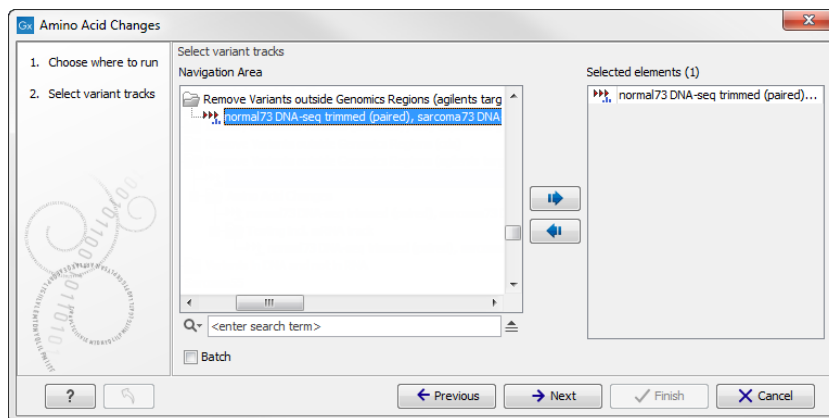 Gx Amino Acid Changes
1. Choose where to run
2. Select variant tracks
Select variant tracks
Navigation Area
Remove Variants outside Genomics Regions (agilents targ
normal73 DNA-seq trimmed (paired), sarcoma73 DNA
<enter search term>
Batch
Selected elements (1)
normal73 DNA-seq trimmed (paired)...
? Previous Next Finish Cancel